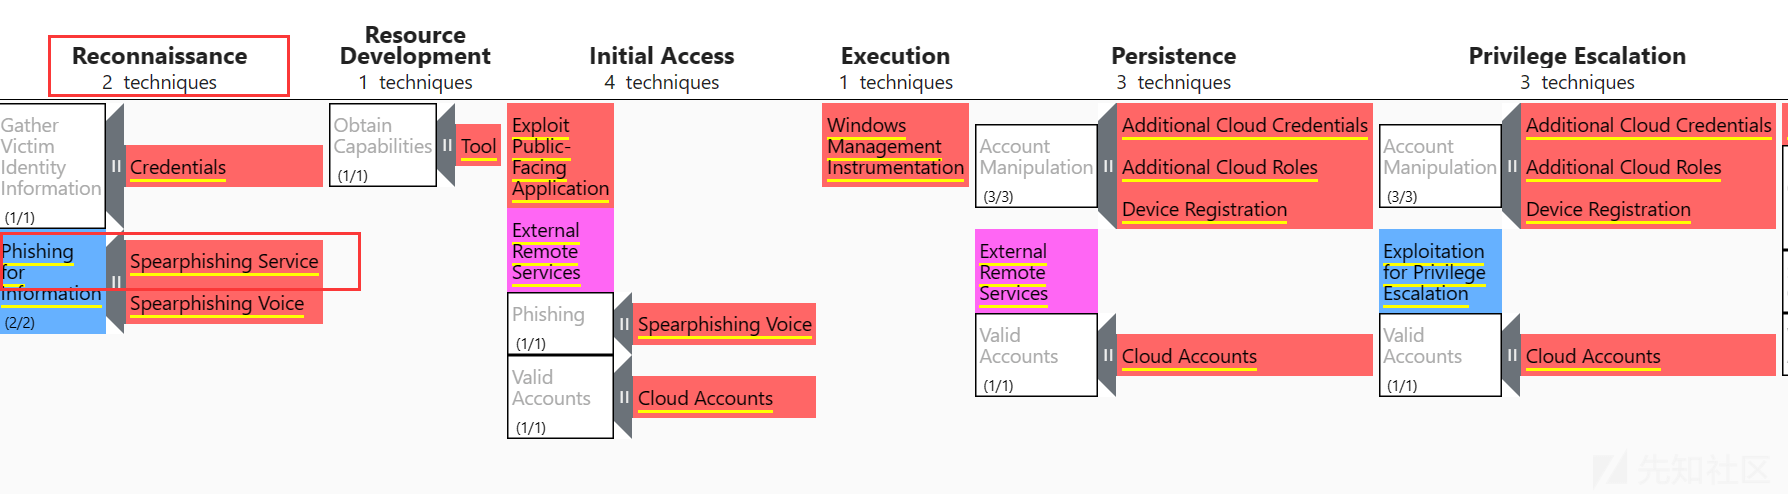 Reconnaissance
2 techniques
Gather
Victim
Identity
Information
(1/1)
Credentials
Phishing
for
Information
(2/2)
Spearphishing Service
Spearphishing Voice
Resource
Development
1 techniques
Obtain
Capabilities
(1/1)
Tool
Initial Access
4 techniques
Exploit
Public-
Facing
Application
External
Remote
Services
Phishing
(1/1)
Spearphishing Voice
Valid
Accounts
(1/1)
Cloud Accounts
Execution
1 techniques
Windows
Management
Instrumentation
Persistence
3 techniques
Account
Manipulation
(3/3)
Additional Cloud Credentials
Additional Cloud Roles
Device Registration
External
Remote
Services
Valid
Accounts
(1/1)
Cloud Accounts
Privilege Escalation
3 techniques
Account
Manipulation
(3/3)
Additional Cloud Credentials
Additional Cloud Roles
Device Registration
Exploitation
for Privilege
Escalation
Valid
Accounts
(1/1)
Cloud Accounts
先知社区